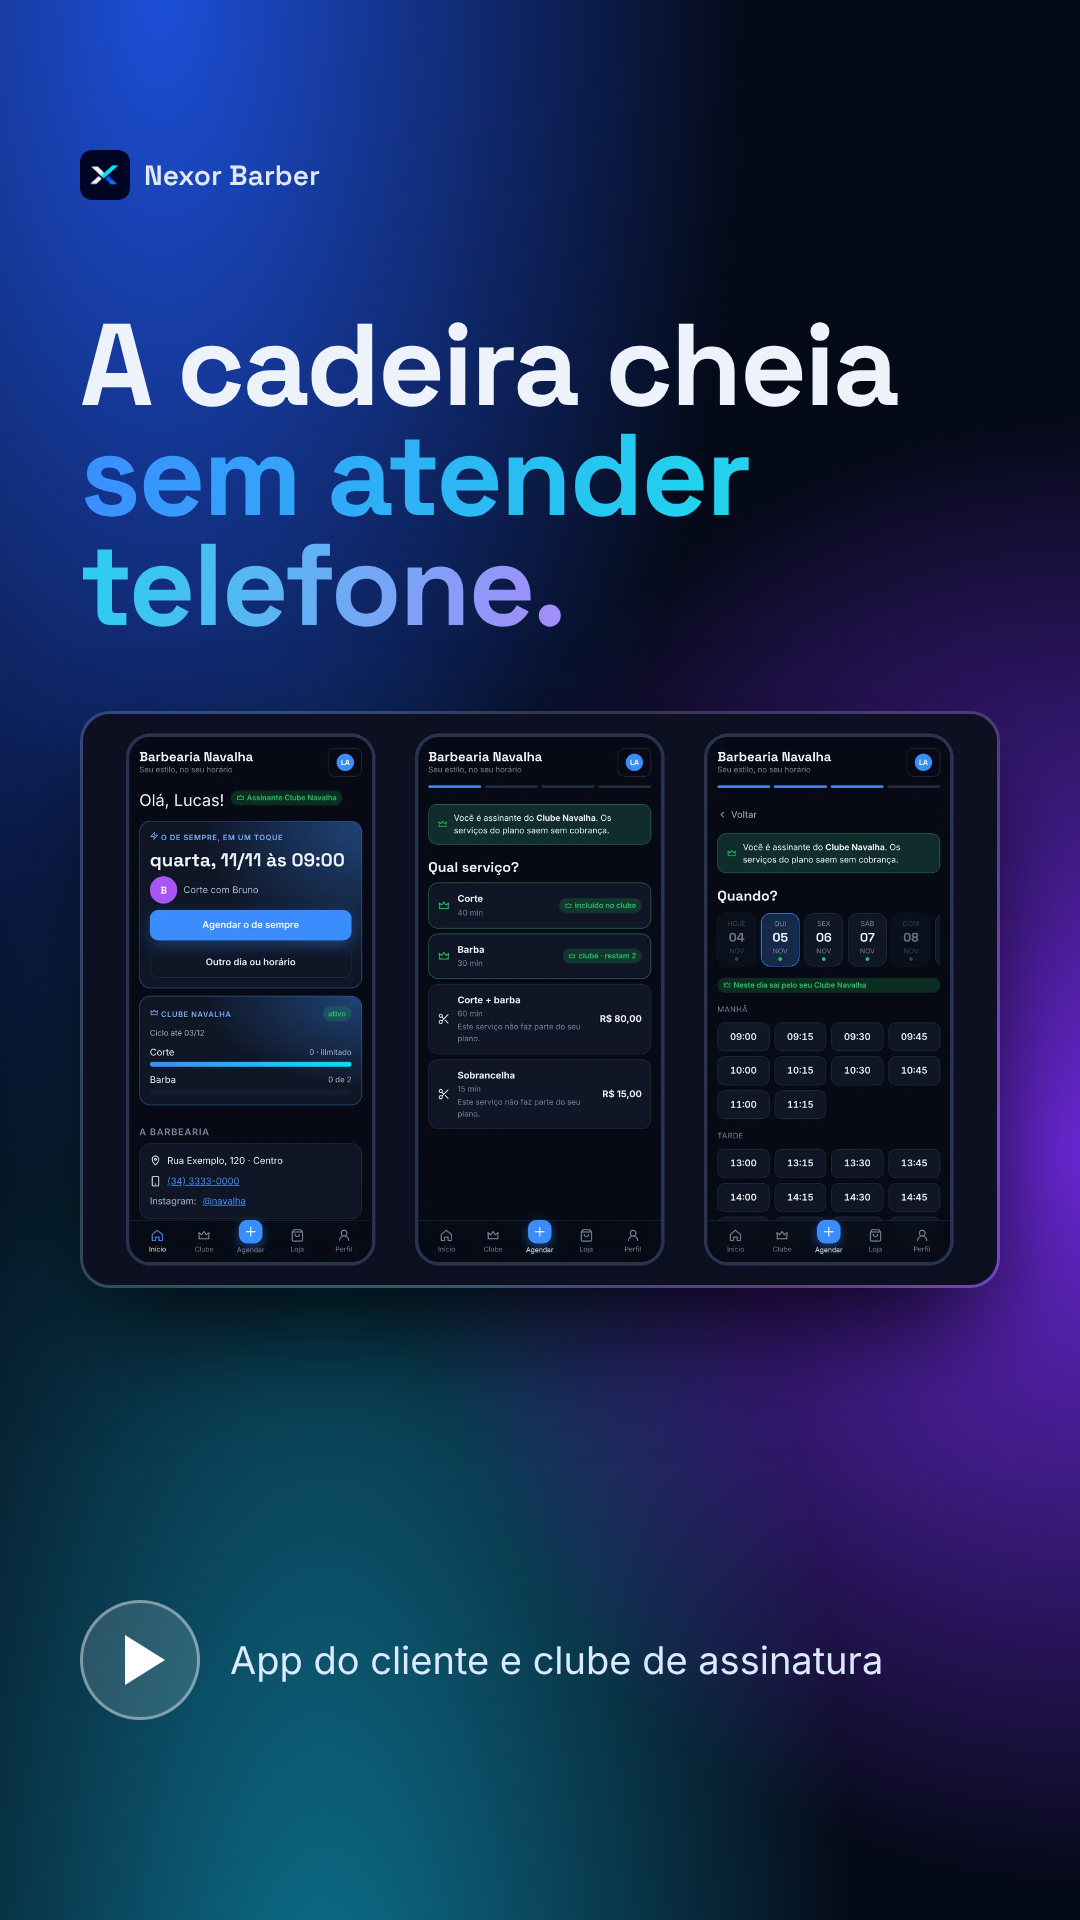 Nexor Barber
A cadeira cheia
sem atender
telefone.
Barbearia Navalha
Seu estilo, no seu horário
LA
Olá, Lucas!
Assinante Clube Navalha
O DE SEMPRE, EM UM TOQUE
quarta, 11/11 às 09:00
B
Corte com Bruno
Agendar o de sempre
Outro dia ou horário
CLUBE NAVALHA
ativo
Ciclo até 03/12
Corte
0 · ilimitado
Barba
0 de 2
A BARBEARIA
Rua Exemplo, 120 · Centro
(34) 3333-0000
Instagram: @navalha
Início
Clube
Agendar
Loja
Perfil
Barbearia Navalha
Seu estilo, no seu horário
LA
Você é assinante do Clube Navalha. Os
serviços do plano saem sem cobrança.
Qual serviço?
Corte
40 min
incluído no clube
Barba
30 min
clube · restam 2
Corte + barba
60 min
Este serviço não faz parte do seu
plano.
R$ 80,00
Sobrancelha
15 min
Este serviço não faz parte do seu
plano.
R$ 15,00
Início
Clube
Agendar
Loja
Perfil
Barbearia Navalha
Seu estilo, no seu horário
LA
Voltar
Você é assinante do Clube Navalha. Os
serviços do plano saem sem cobrança.
Quando?
HOJE
04
NOV
QUI
05
NOV
SEX
06
NOV
SÁB
07
NOV
DOM
08
NOV
Neste dia sai pelo seu Clube Navalha
MANHÃ
09:00 09:15 09:30 09:45
10:00 10:15 10:30 10:45
11:00 11:15
TARDE
13:00 13:15 13:30 13:45
14:00 14:15 14:30 14:45
Início
Clube
Agendar
Loja
Perfil
App do cliente e clube de assinatura